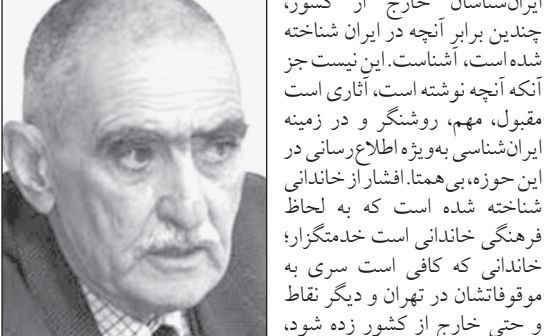 ایران‌شناسان خارج از کشور،
چندین برابر آنچه در ایران شناخته
شده است، آشناست. این نیست جز
آنکه آنچه نوشته است، آثاری است
مقبول، مهم، روشنگر و در زمینه
ایران‌شناسی به‌ویژه اطلاع‌رسانی در
این حوزه، بی‌همتا. افشار از خاندانی
شناخته شده است که به لحاظ
فرهنگی خاندانی است خدمتگزار؛
خاندانی که کافی است سری به
موقوفاتشان در تهران و دیگر نقاط
و حتی خارج از کشور زده شود،